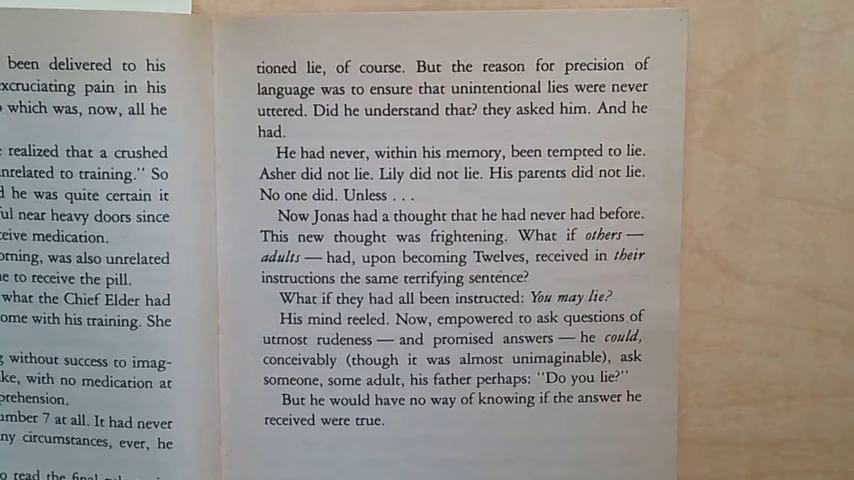 been delivered to his
excruciating pain in his
which was, now, all he
realized that a crushed
unrelated to training." So
he was quite certain it
near heavy doors since
receive medication.
was also unrelated
to receive the pill.
what the Chief Elder had
come with his training. She
without success to imag-
with no medication at
number 7 at all. It had never
any circumstances, ever, he
to read the final
tioned lie, of course. But the reason for precision of
language was to ensure that unintentional lies were never
uttered. Did he understand that? they asked him. And he
had.
He had never, within his memory, been tempted to lie.
Asher did not lie. Lily did not lie. His parents did not lie.
No one did. Unless . . .
Now Jonas had a thought that he had never had before.
This new thought was frightening. What if others —
adults — had, upon becoming Twelves, received in their
instructions the same terrifying sentence?
What if they had all been instructed: You may lie?
His mind reeled. Now, empowered to ask questions of
utmost rudeness — and promised answers — he could,
conceivably (though it was almost unimaginable), ask
someone, some adult, his father perhaps: "Do you lie?"
But he would have no way of knowing if the answer he
received were true.